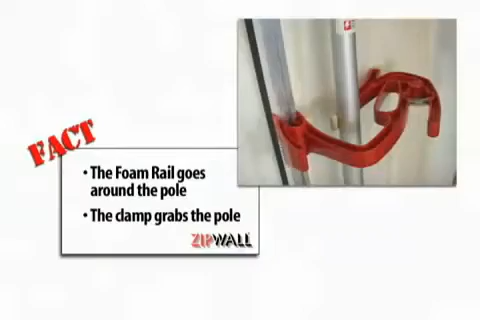 FACT
• The Foam Rail goes
around the pole
• The clamp grabs the pole
ZIPWALL